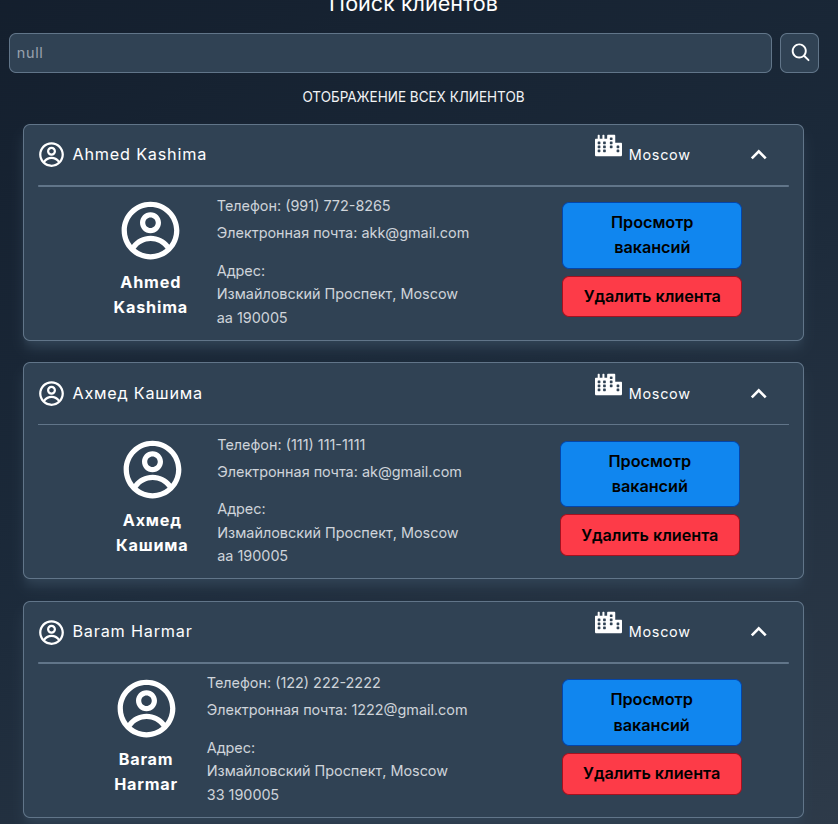 Поиск клиентов
null
ОТОБРАЖЕНИЕ ВСЕХ КЛИЕНТОВ
Ahmed Kashima
Moscow
Ahmed
Kashima
Телефон: (991) 772-8265
Электронная почта: akk@gmail.com
Адрес:
Измайловский Проспект, Moscow
aa 190005
Просмотр
вакансий
Удалить клиента
Ахмед Кашима
Moscow
Ахмед
Кашима
Телефон: (111) 111-1111
Электронная почта: ak@gmail.com
Адрес:
Измайловский Проспект, Moscow
aa 190005
Просмотр
вакансий
Удалить клиента
Baram Harmar
Moscow
Baram
Harmar
Телефон: (122) 222-2222
Электронная почта: 1222@gmail.com
Адрес:
Измайловский Проспект, Moscow
33 190005
Просмотр
вакансий
Удалить клиента